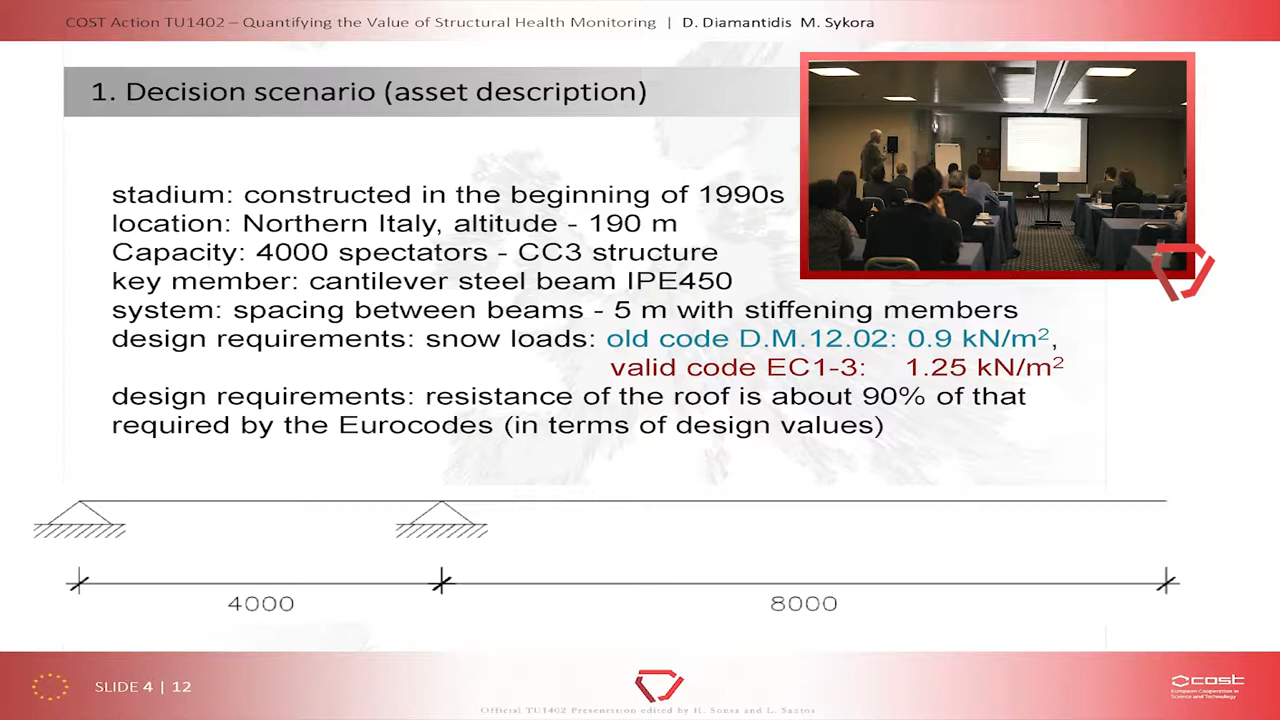 COST Action TU1402 – Quantifying the Value of Structural Health Monitoring | D. Diamantidis M. Sykora
1. Decision scenario (asset description)
stadium: constructed in the beginning of 1990s
location: Northern Italy, altitude - 190 m
Capacity: 4000 spectators - CC3 structure
key member: cantilever steel beam IPE450
system: spacing between beams - 5 m with stiffening members
design requirements: snow loads: old code D.M.12.02: 0.9 kN/m²,
valid code EC1-3: 1.25 kN/m²
design requirements: resistance of the roof is about 90% of that
required by the Eurocodes (in terms of design values)
4000
8000
SLIDE 4 | 12
cost
European Cooperation in
Science and Technology
Official TU1402 Presentation edited by H. Sousa and L. Santos